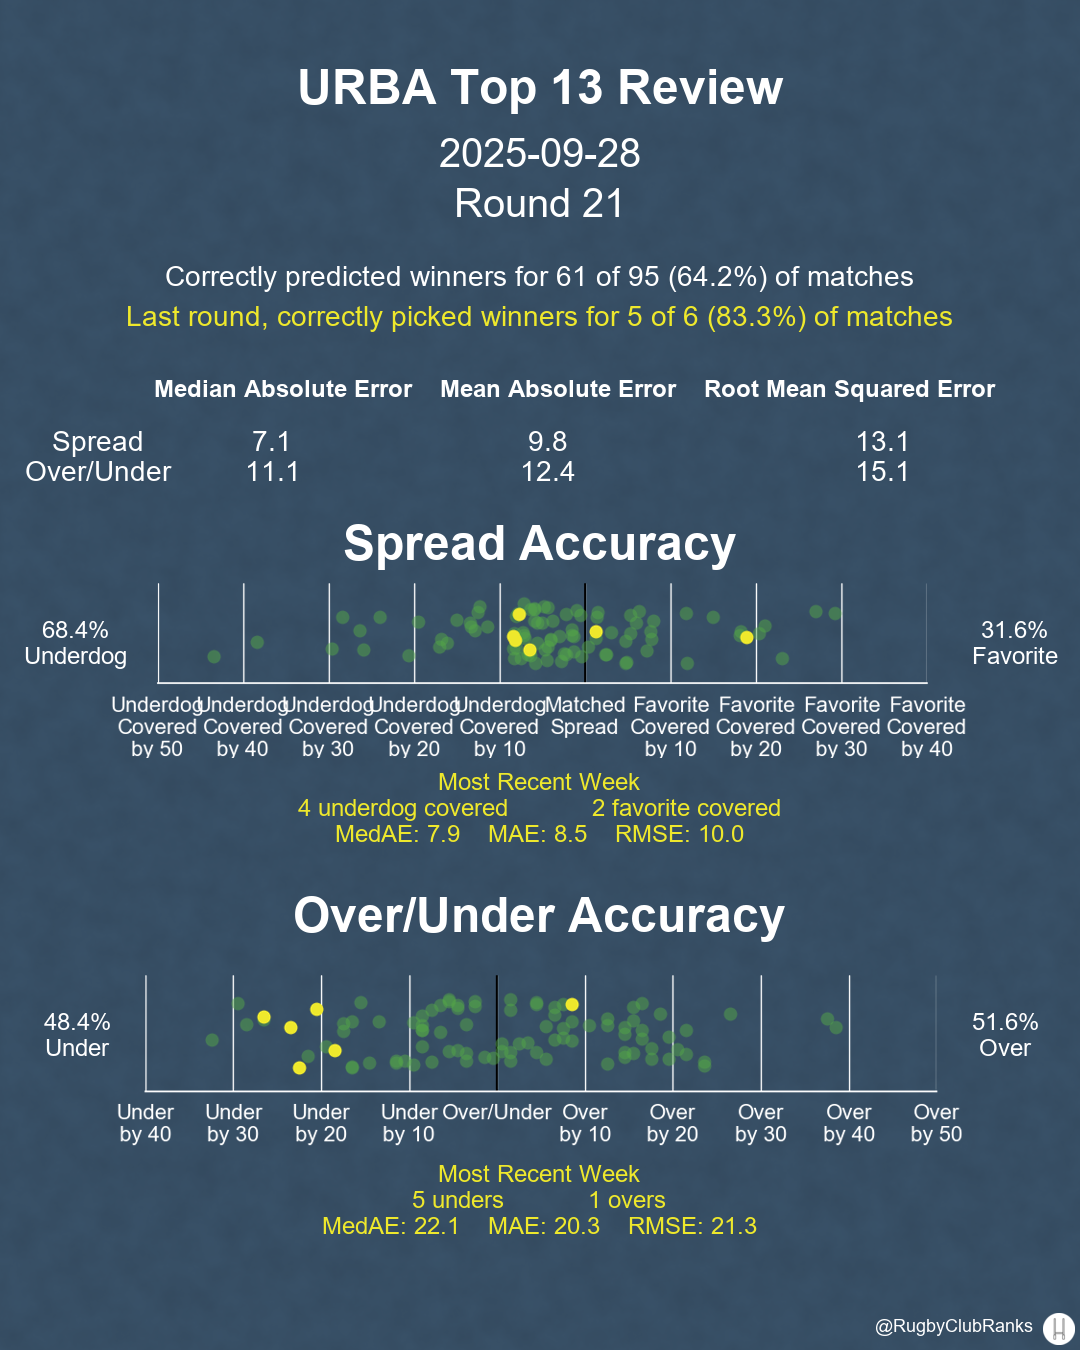 URBA Top 13 Review
2025-09-28
Round 21
Correctly predicted winners for 61 of 95 (64.2%) of matches
Last round, correctly picked winners for 5 of 6 (83.3%) of matches
Median Absolute Error Mean Absolute Error Root Mean Squared Error
Spread 7.1 9.8 13.1
Over/Under 11.1 12.4 15.1
Spread Accuracy
68.4% Underdog
31.6% Favorite
Underdog Covered by 50
Underdog Covered by 40
Underdog Covered by 30
Underdog Covered by 20
Underdog Covered by 10
Matched Spread
Favorite Covered by 10
Favorite Covered by 20
Favorite Covered by 30
Favorite Covered by 40
Most Recent Week
4 underdog covered 2 favorite covered
MedAE: 7.9 MAE: 8.5 RMSE: 10.0
Over/Under Accuracy
48.4% Under
51.6% Over
Under by 40
Under by 30
Under by 20
Under by 10
Over/Under
Over by 10
Over by 20
Over by 30
Over by 40
Over by 50
Most Recent Week
5 unders 1 overs
MedAE: 22.1 MAE: 20.3 RMSE: 21.3
@RugbyClubRanks